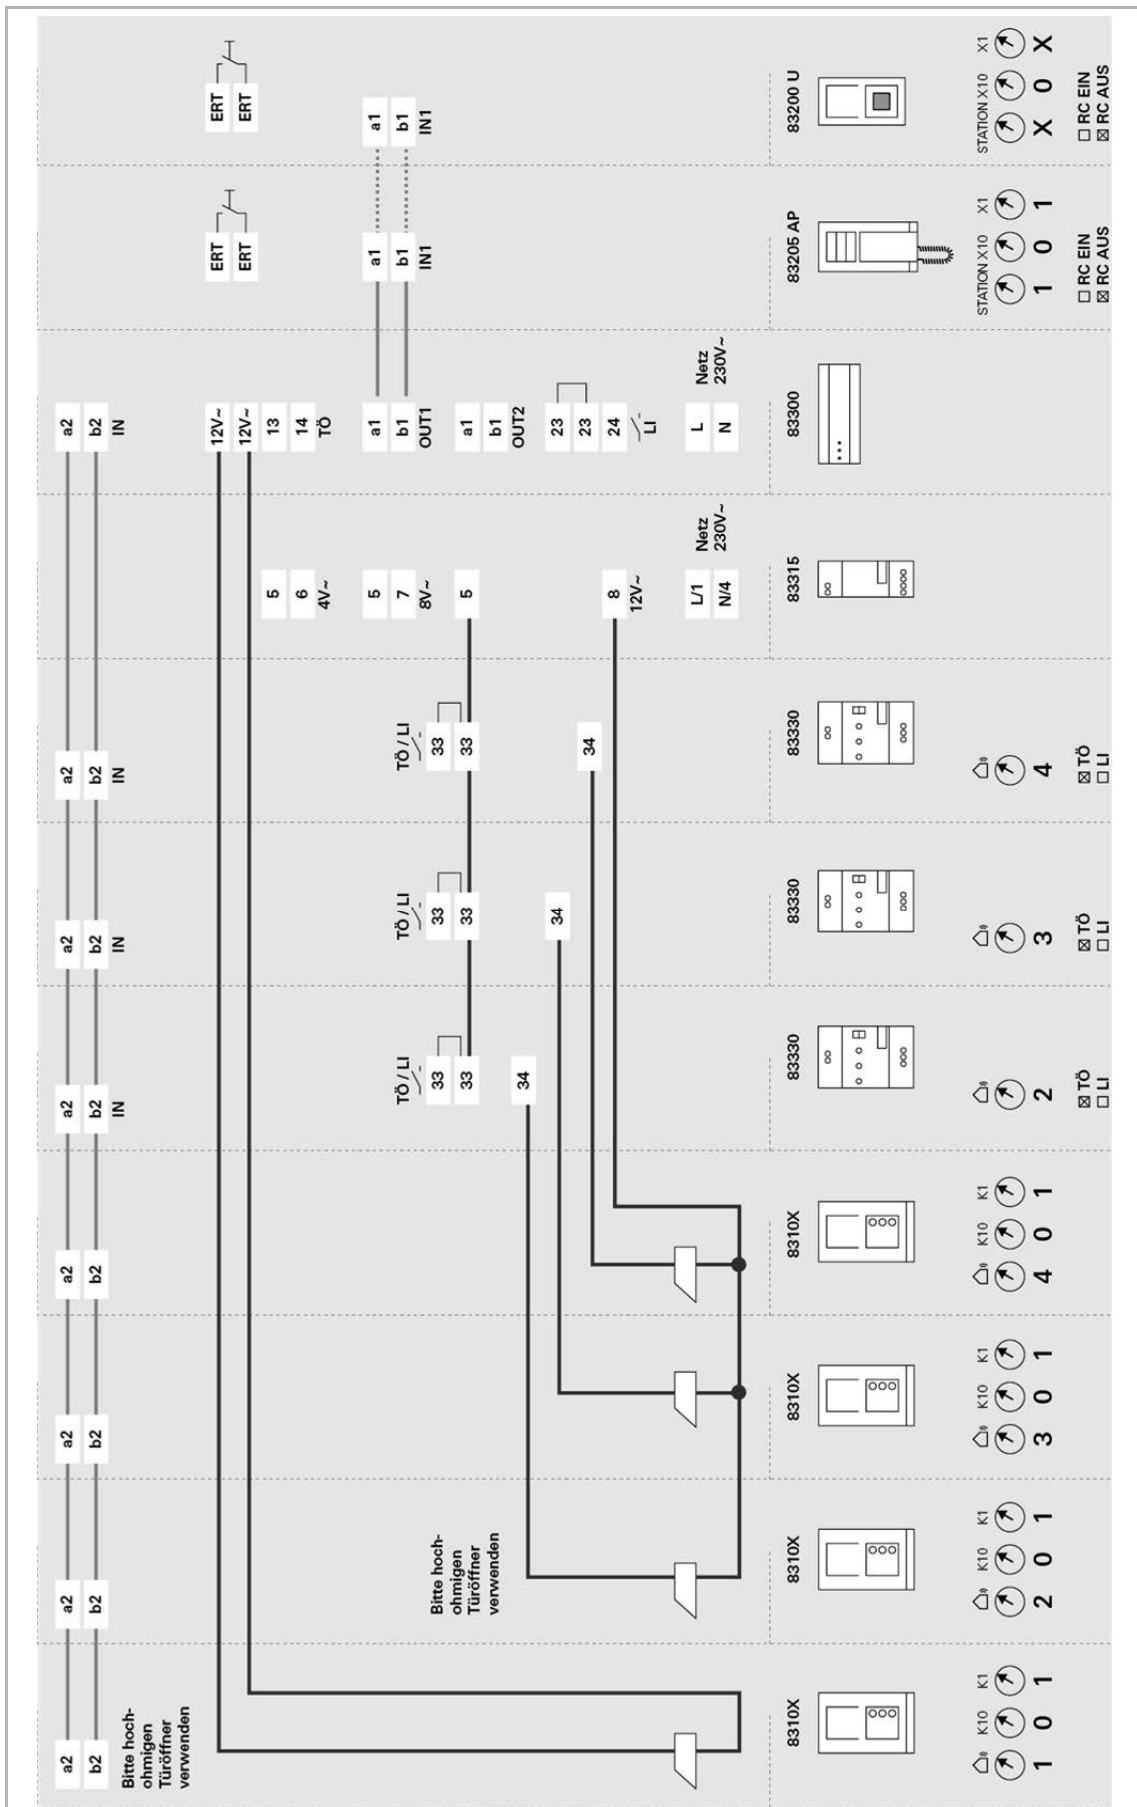 a2 a2 a2 a2 a2 a2 a2 a2
b2 b2 b2 b2 b2 b2 b2 b2
IN IN IN IN
Bitte hoch-
ohmigen
Türöffner
verwenden
12V~ ERT ERT
12V~ ERT ERT
5 13
6 14
4V~ TÖ
5 a1 a1 a1
7 b1 b1 b1
8V~ OUT1 IN1 IN1
TÖ / LI TÖ / LI TÖ / LI
33 33 33
33 33 33 5 a1
b1
OUT2
Bitte hoch-
ohmigen
Türöffner
verwenden
34
34 23
34 23
8 24
12V~ LI
L/1 Netz L Netz
N/4 230V~ N 230V~
8310X 8310X 8310X 8310X 83330 83330 83330 83315 83300 83205 AP 83200 U
K10 K1 K10 K1 K10 K1 K10 K1 STATION X10 X1 STATION X10 X1
1 0 1 2 0 1 3 0 1 4 0 1 2 3 4 1 0 1 X 0 X
☒ TÖ ☒ TÖ ☒ TÖ ☐ RC EIN ☐ RC EIN
☐ LI ☐ LI ☐ LI ☒ RC AUS ☒ RC AUS